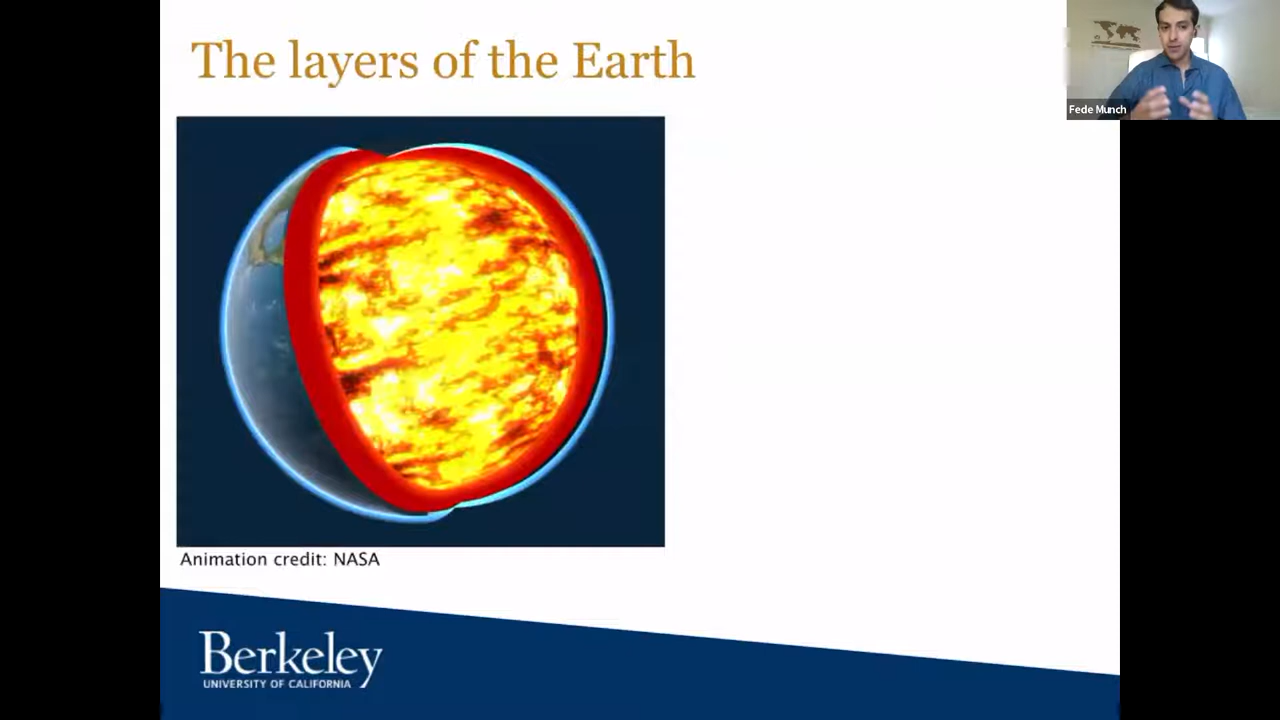 The layers of the Earth
Fede Munch
Animation credit: NASA
Berkeley
UNIVERSITY OF CALIFORNIA